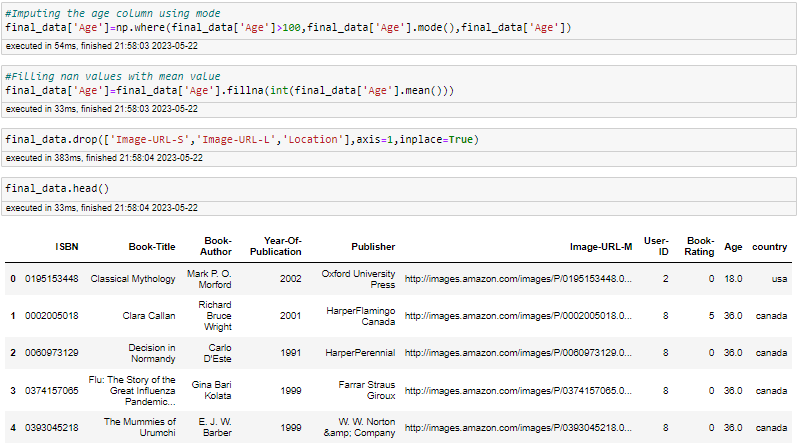 #Imputing the age column using mode
final_data['Age']=np.where(final_data['Age']>100,final_data['Age'].mode(),final_data['Age'])
executed in 54ms, finished 21:58:03 2023-05-22
#Filling nan values with mean value
final_data['Age']=final_data['Age'].fillna(int(final_data['Age'].mean()))
executed in 33ms, finished 21:58:03 2023-05-22
final_data.drop(['Image-URL-S','Image-URL-L','Location'],axis=1,inplace=True)
executed in 383ms, finished 21:58:04 2023-05-22
final_data.head()
executed in 33ms, finished 21:58:04 2023-05-22
ISBN Book-Title Book-Author Year-Of-Publication Publisher Image-URL-M User-ID Book-Rating Age country
0 0195153448 Classical Mythology Mark P. O. Morford 2002 Oxford University Press http://images.amazon.com/images/P/0195153448.0... 2 0 18.0 usa
1 0002005018 Clara Callan Richard Bruce Wright 2001 HarperFlamingo Canada http://images.amazon.com/images/P/0002005018.0... 8 5 36.0 canada
2 0060973129 Decision in Normandy Carlo D'Este 1991 HarperPerennial http://images.amazon.com/images/P/0060973129.0... 8 0 36.0 canada
3 0374157065 Flu: The Story of the Great Influenza Pandemic... Gina Bari Kolata 1999 Farrar Straus Giroux http://images.amazon.com/images/P/0374157065.0... 8 0 36.0 canada
4 0393045218 The Mummies of Urumchi E. J. W. Barber 1999 W. W. Norton &amp; Company http://images.amazon.com/images/P/0393045218.0... 8 0 36.0 canada